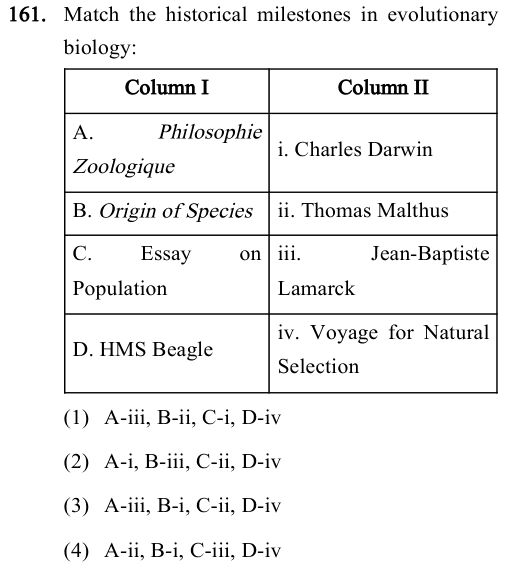 161. Match the historical milestones in evolutionary
biology:
Column I Column II
A. Philosophie
Zoologique
i. Charles Darwin
B. Origin of Species
ii. Thomas Malthus
C. Essay on
Population
iii. Jean-Baptiste
Lamarck
D. HMS Beagle
iv. Voyage for Natural
Selection
(1) A-iii, B-ii, C-i, D-iv
(2) A-i, B-iii, C-ii, D-iv
(3) A-iii, B-i, C-ii, D-iv
(4) A-ii, B-i, C-iii, D-iv